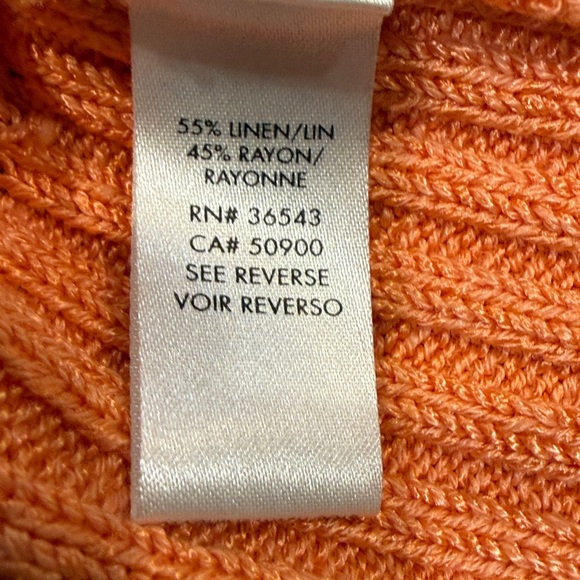 55% LINEN/LIN
45% RAYON/
RAYONNE
RN# 36543
CA# 50900
SEE REVERSE
VOIR REVERSO